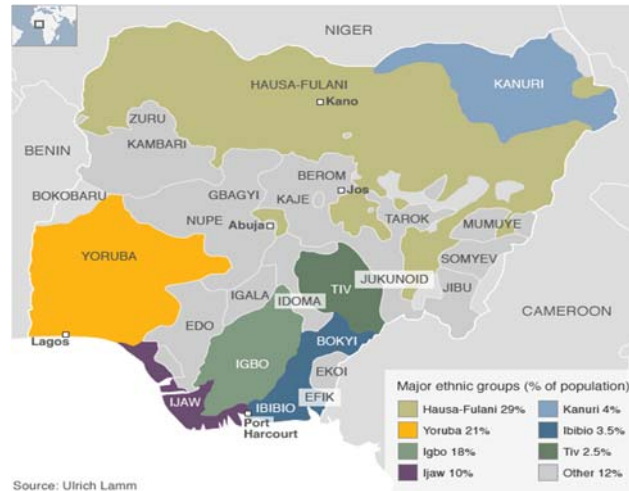 NIGER
KANURI
HAUSA-FULANI
Kano
ZURU
KAMBARI
BENIN
BEROM
Jos
BOKOBARU
GBAGYI
KAJE
NUPE
Abuja
TAROK
MUMUYE
YORUBA
SOMYEV
JUKUNOID
TIV
JIBU
IGALA
IDOMA
CAMEROON
EDO
Lagos
BOKYI
IGBO
EKOI
IJAW
EFIK
IBIBIO
Port
Harcourt
Major ethnic groups (% of population)
Hausa-Fulani 29%
Kanuri 4%
Yoruba 21%
Ibibio 3.5%
Igbo 18%
Tiv 2.5%
Ijaw 10%
Other 12%
Source: Ulrich Lamm